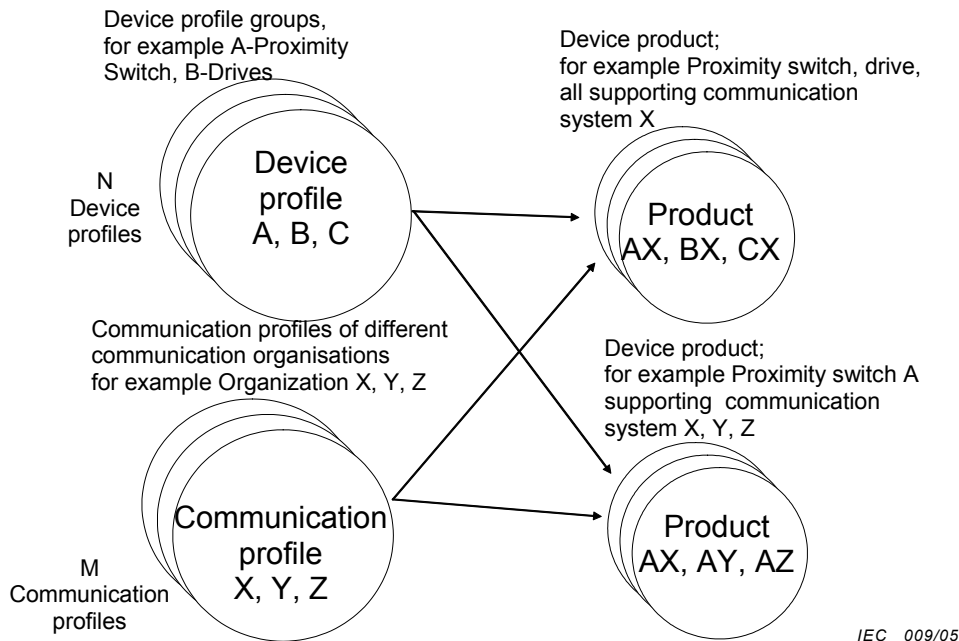 Device profile groups,
for example A-Proximity
Switch, B-Drives
N
Device
profiles
Device
profile
A, B, C
Device product;
for example Proximity switch, drive,
all supporting communication
system X
Product
AX, BX, CX
Communication profiles of different
communication organisations
for example Organization X, Y, Z
M
Communication
profiles
Communication
profile
X, Y, Z
Device product;
for example Proximity switch A
supporting communication
system X, Y, Z
Product
AX, AY, AZ
IEC 009/05